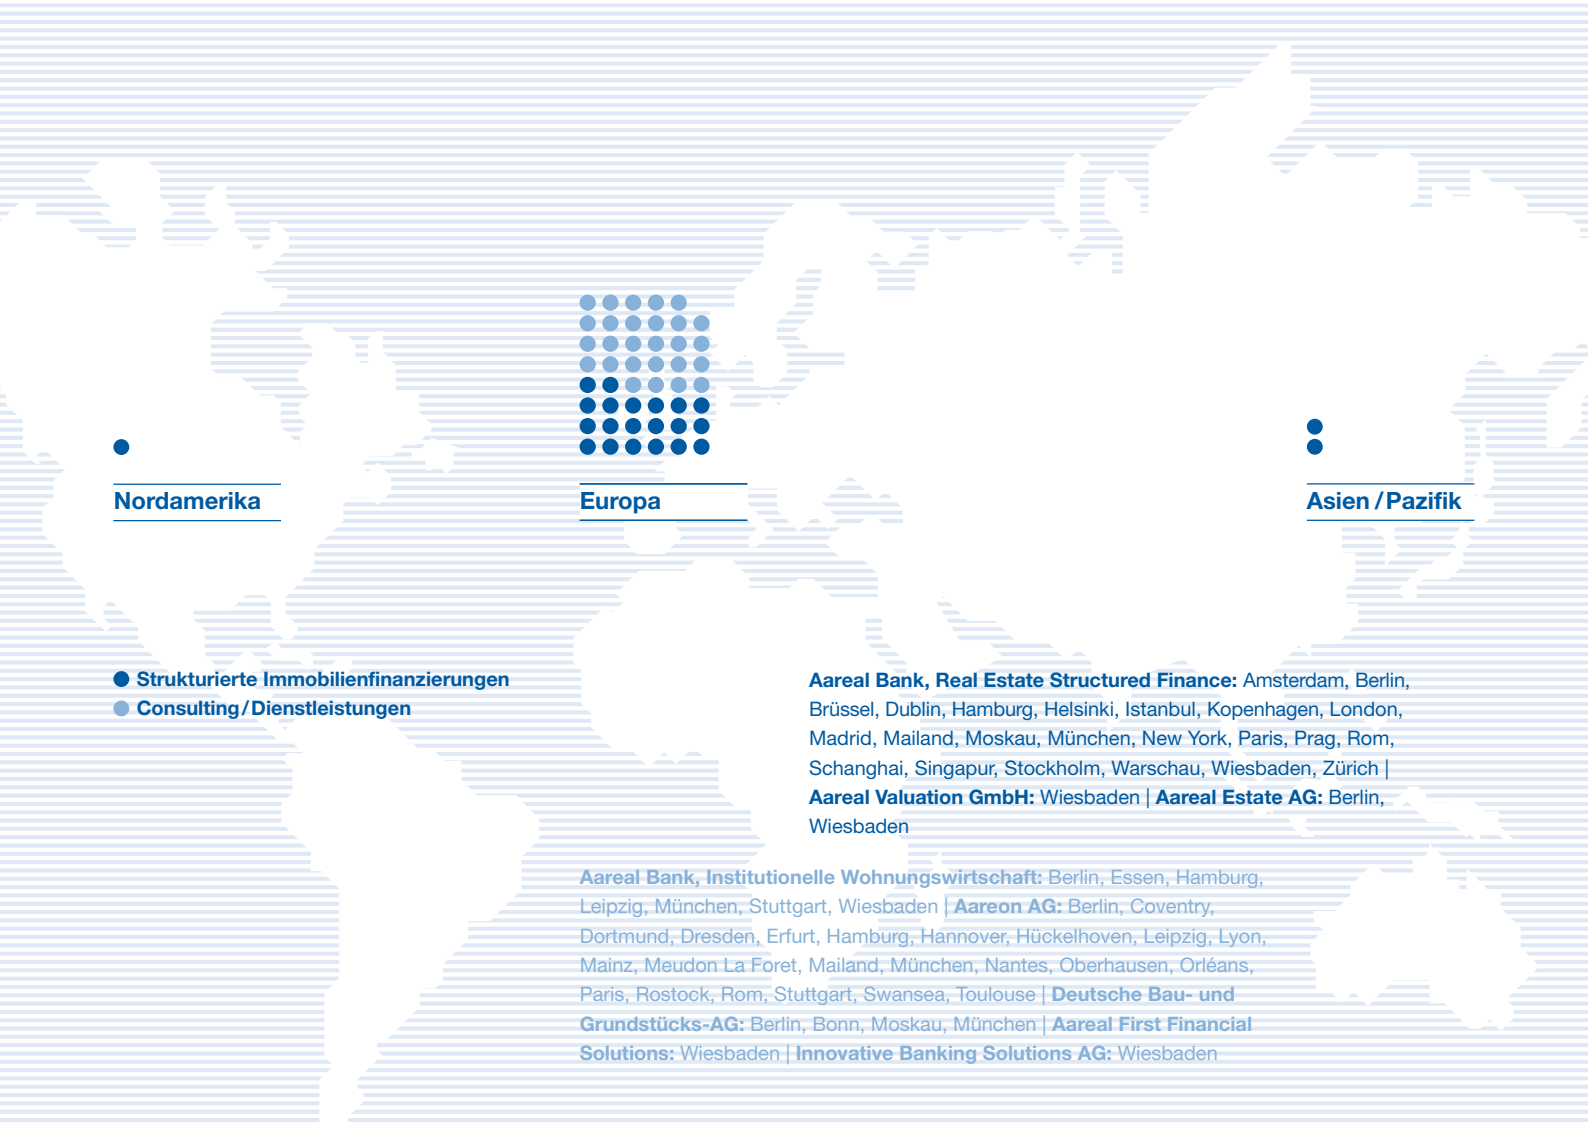 Nordamerika
Europa
Asien / Pazifik
Strukturierte Immobilienfinanzierungen
Consulting / Dienstleistungen
Aareal Bank, Real Estate Structured Finance: Amsterdam, Berlin,
Brüssel, Dublin, Hamburg, Helsinki, Istanbul, Kopenhagen, London,
Madrid, Mailand, Moskau, München, New York, Paris, Prag, Rom,
Schanghai, Singapur, Stockholm, Warschau, Wiesbaden, Zürich |
Aareal Valuation GmbH: Wiesbaden | Aareal Estate AG: Berlin,
Wiesbaden
Aareal Bank, Institutionelle Wohnungswirtschaft: Berlin, Essen, Hamburg,
Leipzig, München, Stuttgart, Wiesbaden | Aareon AG: Berlin, Coventry,
Dortmund, Dresden, Erfurt, Hamburg, Hannover, Hückelhoven, Leipzig, Lyon,
Mainz, Meudon La Foret, Mailand, München, Nantes, Oberhausen, Orléans,
Paris, Rostock, Rom, Stuttgart, Swansea, Toulouse | Deutsche Bau- und
Grundstücks-AG: Berlin, Bonn, Moskau, München | Aareal First Financial
Solutions: Wiesbaden | Innovative Banking Solutions AG: Wiesbaden